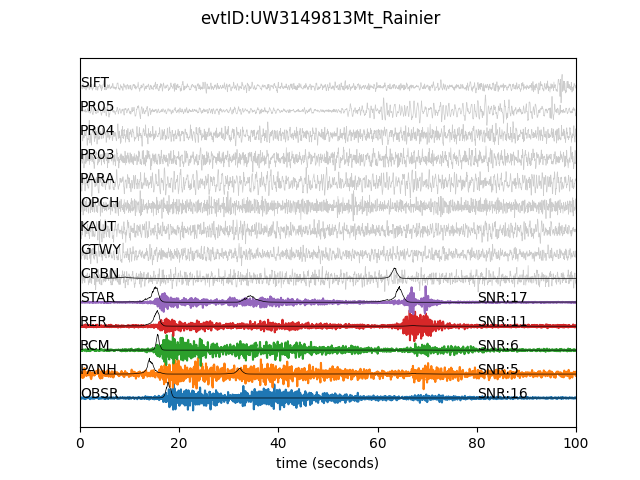 evtID:UW3149813Mt_Rainier
SIFT
PR05
PR04
PR03
PARA
OPCH
KAUT
GTWY
CRBN
STAR SNR:17
RER SNR:11
RCM SNR:6
PANH SNR:5
OBSR SNR:16
0 20 40 60 80 100
time (seconds)